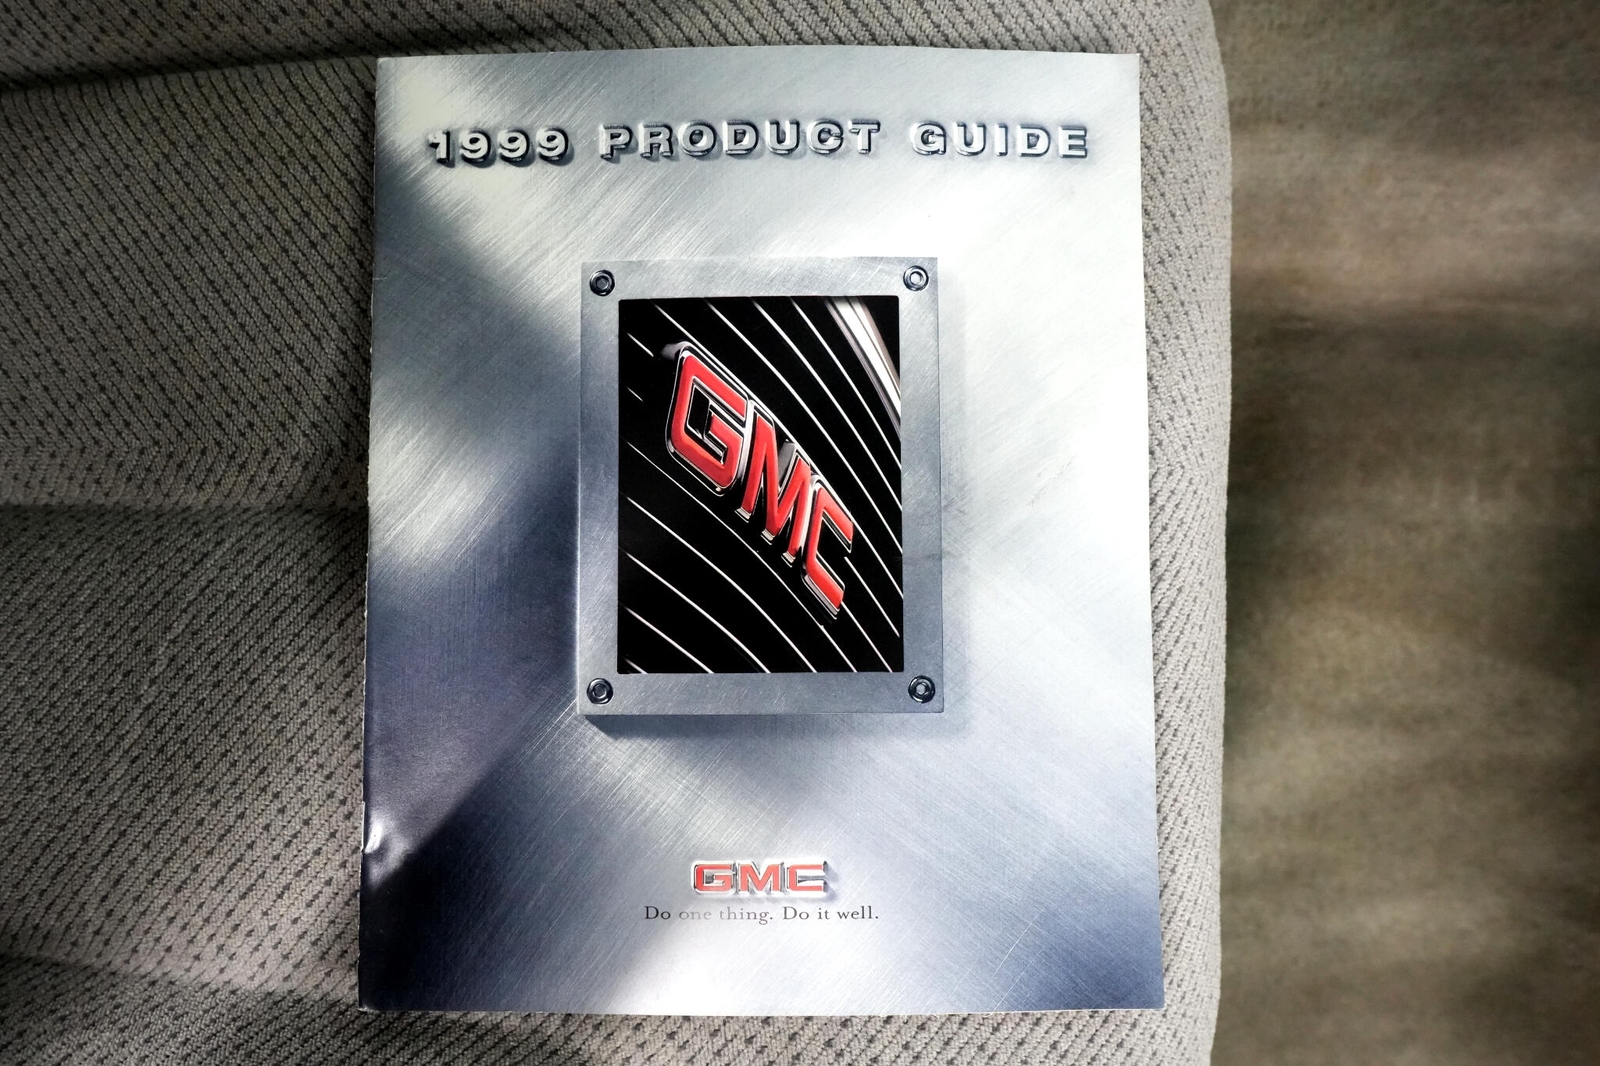 1999 PRODUCT GUIDE
GMC
GMC
Do one thing. Do it well.